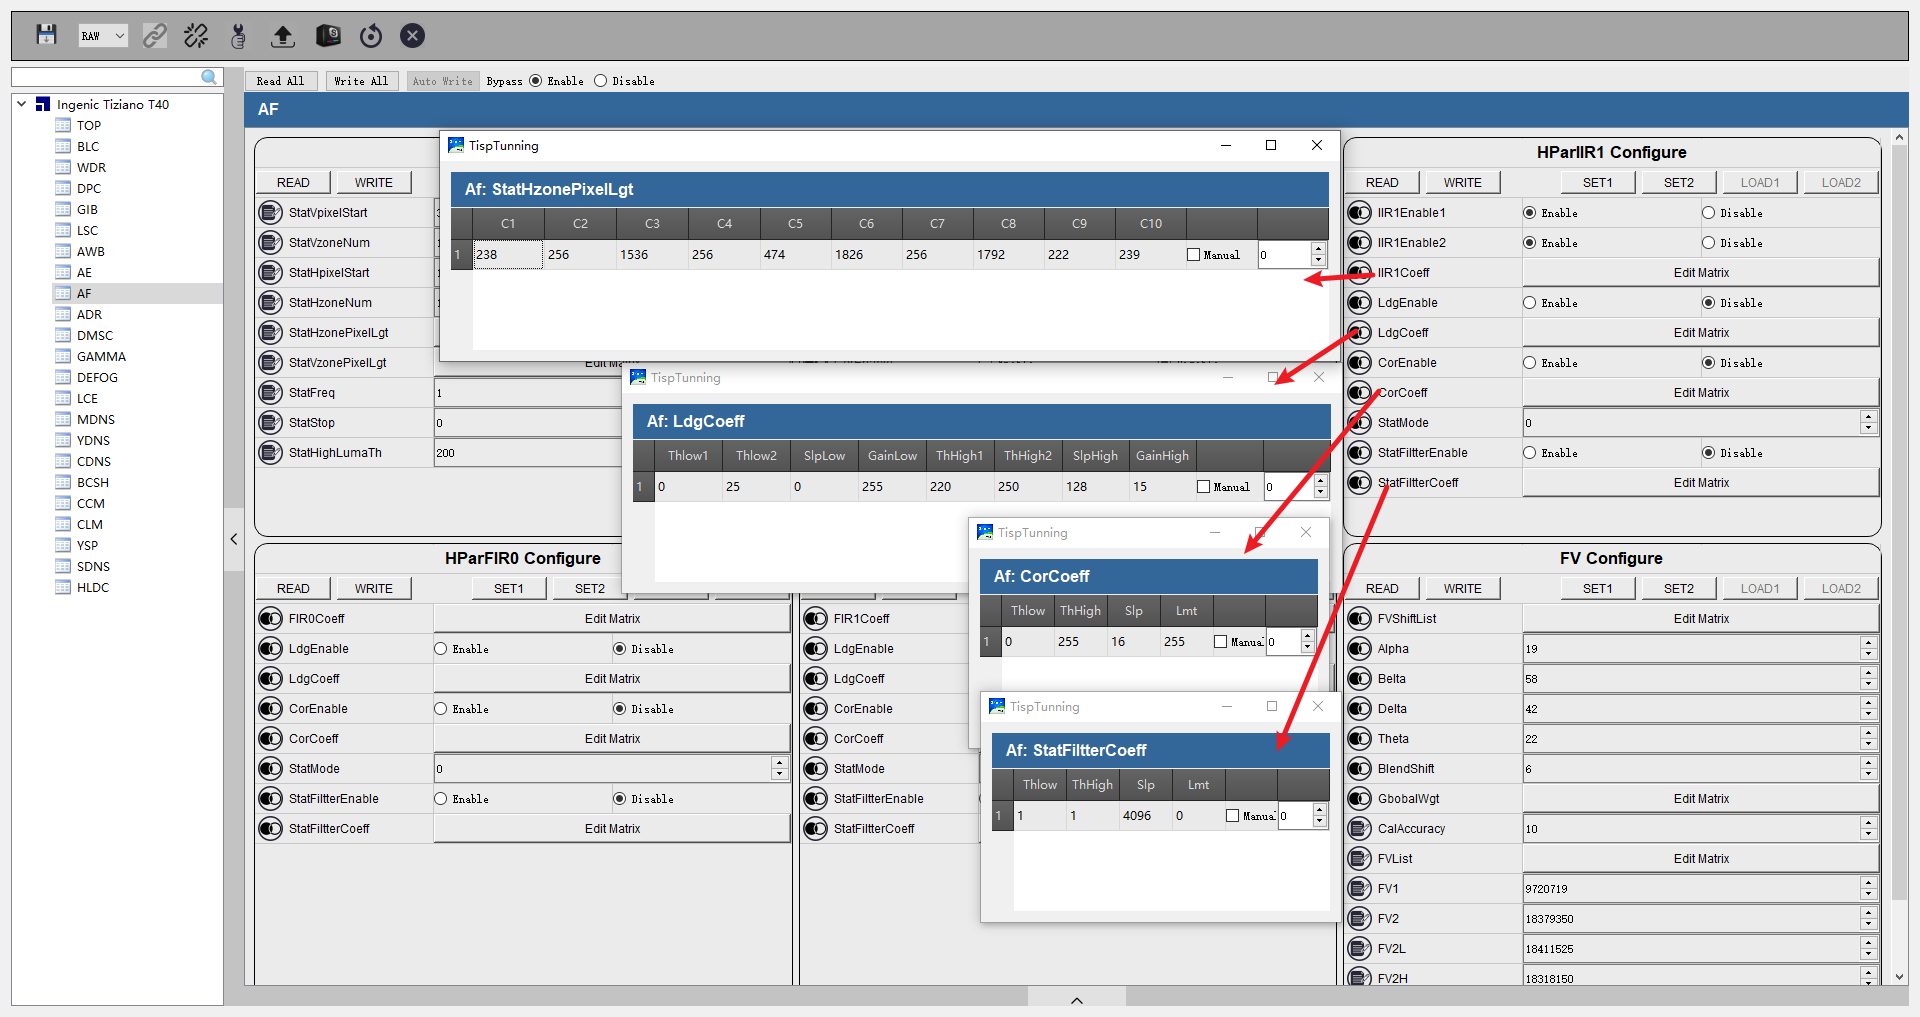 RAW
Read All Write All Auto Write Bypass Enable Disable
Ingenic Tiziano T40
TOP
BLC
WDR
DPC
GIB
LSC
AWB
AE
AF
ADR
DMSC
GAMMA
DEFOG
LCE
MDNS
YDNS
CDNS
BCSH
CCM
CLM
YSP
SDNS
HLDC
AF
READ WRITE
StatVpixelStart
StatVzoneNum
StatHpixelStart
StatHzoneNum
StatHzonePixelLgt
StatVzonePixelLgt
StatFreq 1
StatStop 0
StatHighLumaTh 200
TispTunning
Af: StatHzonePixelLgt
C1 C2 C3 C4 C5 C6 C7 C8 C9 C10
1 238 256 1536 256 474 1826 256 1792 222 239 Manual 0
TispTunning
Af: LdgCoeff
Thlow1 Thlow2 SlpLow GainLow ThHigh1 ThHigh2 SlpHigh GainHigh
1 0 25 0 255 220 250 128 15 Manual 0
TispTunning
Af: CorCoeff
Thlow ThHigh Slp Lmt
1 0 255 16 255 Manual 0
TispTunning
Af: StatFiltterCoeff
Thlow ThHigh Slp Lmt
1 1 1 4096 0 Manual 0
HParIIR1 Configure
READ WRITE SET1 SET2 LOAD1 LOAD2
IIR1Enable1 Enable Disable
IIR1Enable2 Enable Disable
IIR1Coeff Edit Matrix
LdgEnable Enable Disable
LdgCoeff Edit Matrix
CorEnable Enable Disable
CorCoeff Edit Matrix
StatMode 0
StatFiltterEnable Enable Disable
StatFiltterCoeff Edit Matrix
HParFIR0 Configure
READ WRITE SET1 SET2
FIR0Coeff Edit Matrix
LdgEnable Enable Disable
LdgCoeff Edit Matrix
CorEnable Enable Disable
CorCoeff Edit Matrix
StatMode 0
StatFiltterEnable Enable Disable
StatFiltterCoeff Edit Matrix
FIR1Coeff
LdgEnable
LdgCoeff
CorEnable
CorCoeff
StatMode
StatFiltterEnable
StatFiltterCoeff
FV Configure
READ WRITE SET1 SET2 LOAD1 LOAD2
FVShiftList Edit Matrix
Alpha 19
Belta 58
Delta 42
Theta 22
BlendShift 6
GbobalWgt Edit Matrix
CalAccuracy 10
FVList Edit Matrix
FV1 9720719
FV2 18379350
FV2L 18411525
FV2H 18318150